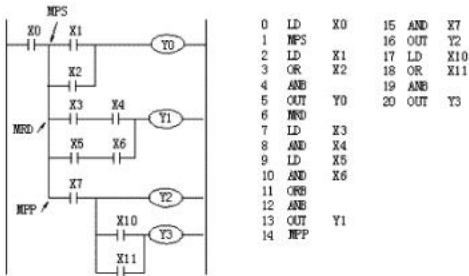 MPS
X0 X1 Y0
X2
X3 X4 Y1
MRD
X5 X6
X7 Y2
MPP
X10 Y3
X11
0 LD X0
1 MPS
2 LD X1
3 OR X2
4 ANB
5 OUT Y0
6 MRD
7 LD X3
8 AND X4
9 LD X5
10 AND X6
11 ORB
12 ANB
13 OUT Y1
14 MPP
15 AND X7
16 OUT Y2
17 LD X10
18 OR X11
19 ANB
20 OUT Y3